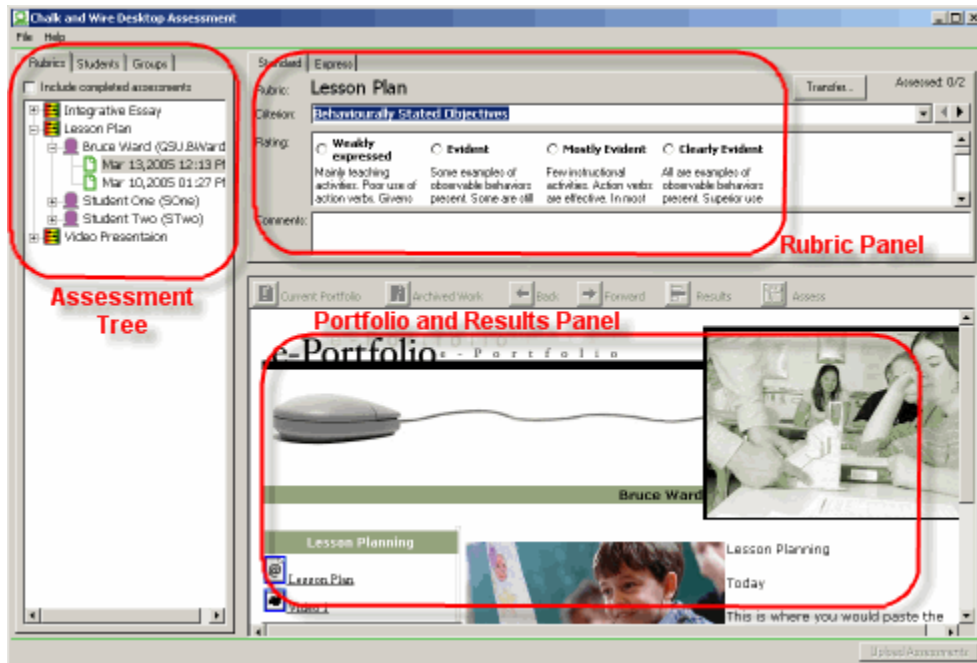 Chalk and Wire Desktop Assessment
File Help
Rubrics Students Groups
Include completed assessments
Integrative Essay
Lesson Plan
Bruce Ward (GSU.BWard
Mar 13,2005 12:13 PM
Mar 10,2005 01:27 PM
Student One (SOne)
Student Two (STwo)
Video Presentaion
Assessment
Tree
Standard Express
Rubric: Lesson Plan
Transfer... Assessed: 0/2
Criterion: Behaviourally Stated Objectives
Rating:
Weakly
expressed
Mainly teaching
activities. Poor use of
action verbs. Givens
Evident
Some examples of
observable behaviors
present. Some are still
Mostly Evident
Few instructional
activities. Action verbs
are effective. In most
Clearly Evident
All are examples of
observable behaviors
present. Superior use
Comments:
Rubric Panel
Current Portfolio Archived Work Back Forward Results Assess
Portfolio and Results Panel
e-Portfolio
e-Portfolio
Bruce Ward
Lesson Planning
Lesson Plan
Video 1
Lesson Planning
Today
This is where you would paste the
Upload Assessments